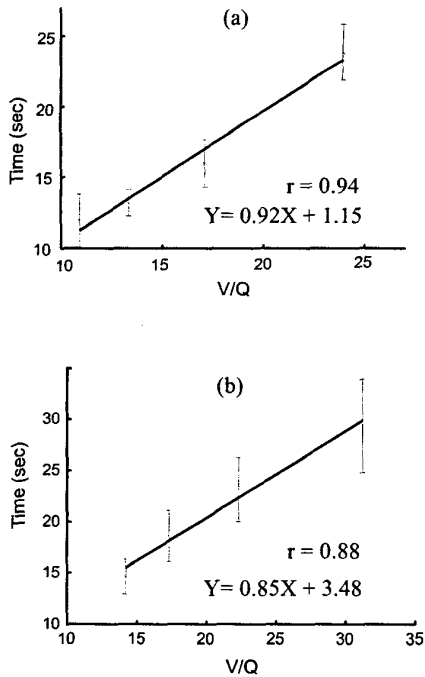 (a)
25
20
15
10
Time (sec)
r = 0.94
Y= 0.92X + 1.15
10 15 20 25
V/Q
(b)
30
25
20
15
10
Time (sec)
r = 0.88
Y= 0.85X + 3.48
10 15 20 25 30 35
V/Q